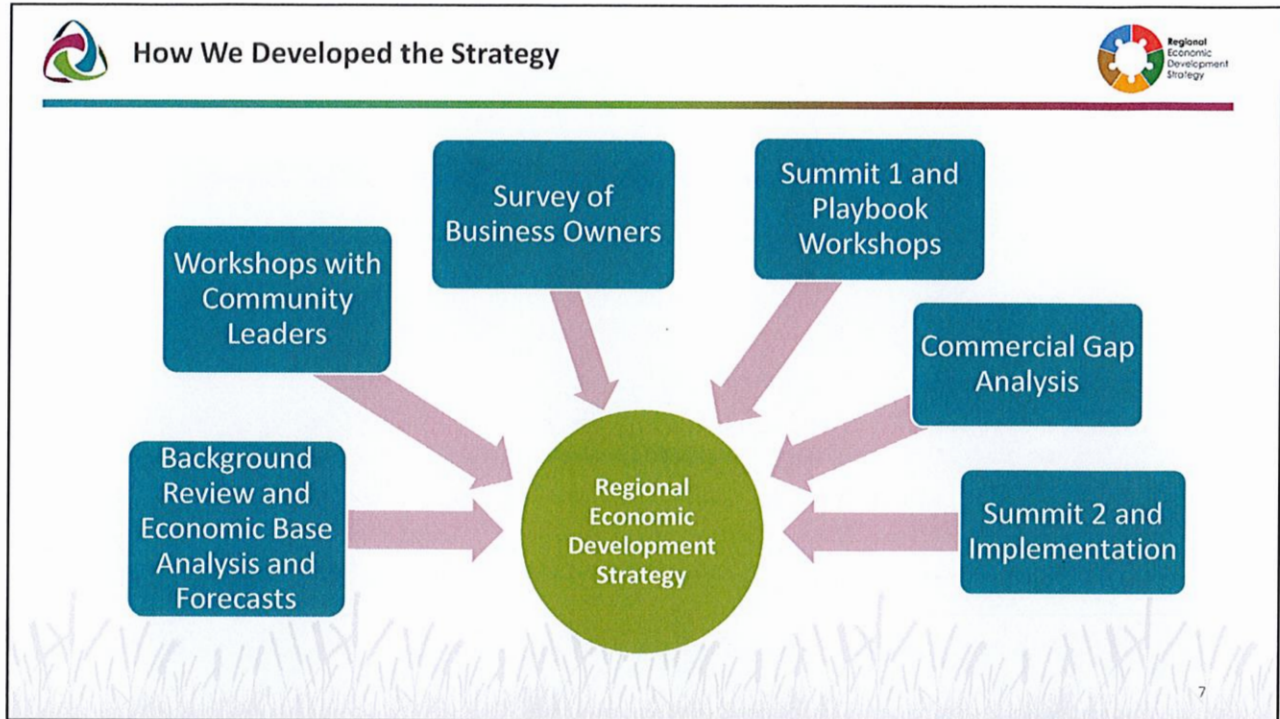 How We Developed the Strategy
Regional
Economic
Development
Strategy
Survey of
Business Owners
Summit 1 and
Playbook
Workshops
Workshops with
Community
Leaders
Commercial Gap
Analysis
Background
Review and
Economic Base
Analysis and
Forecasts
Regional
Economic
Development
Strategy
Summit 2 and
Implementation
7